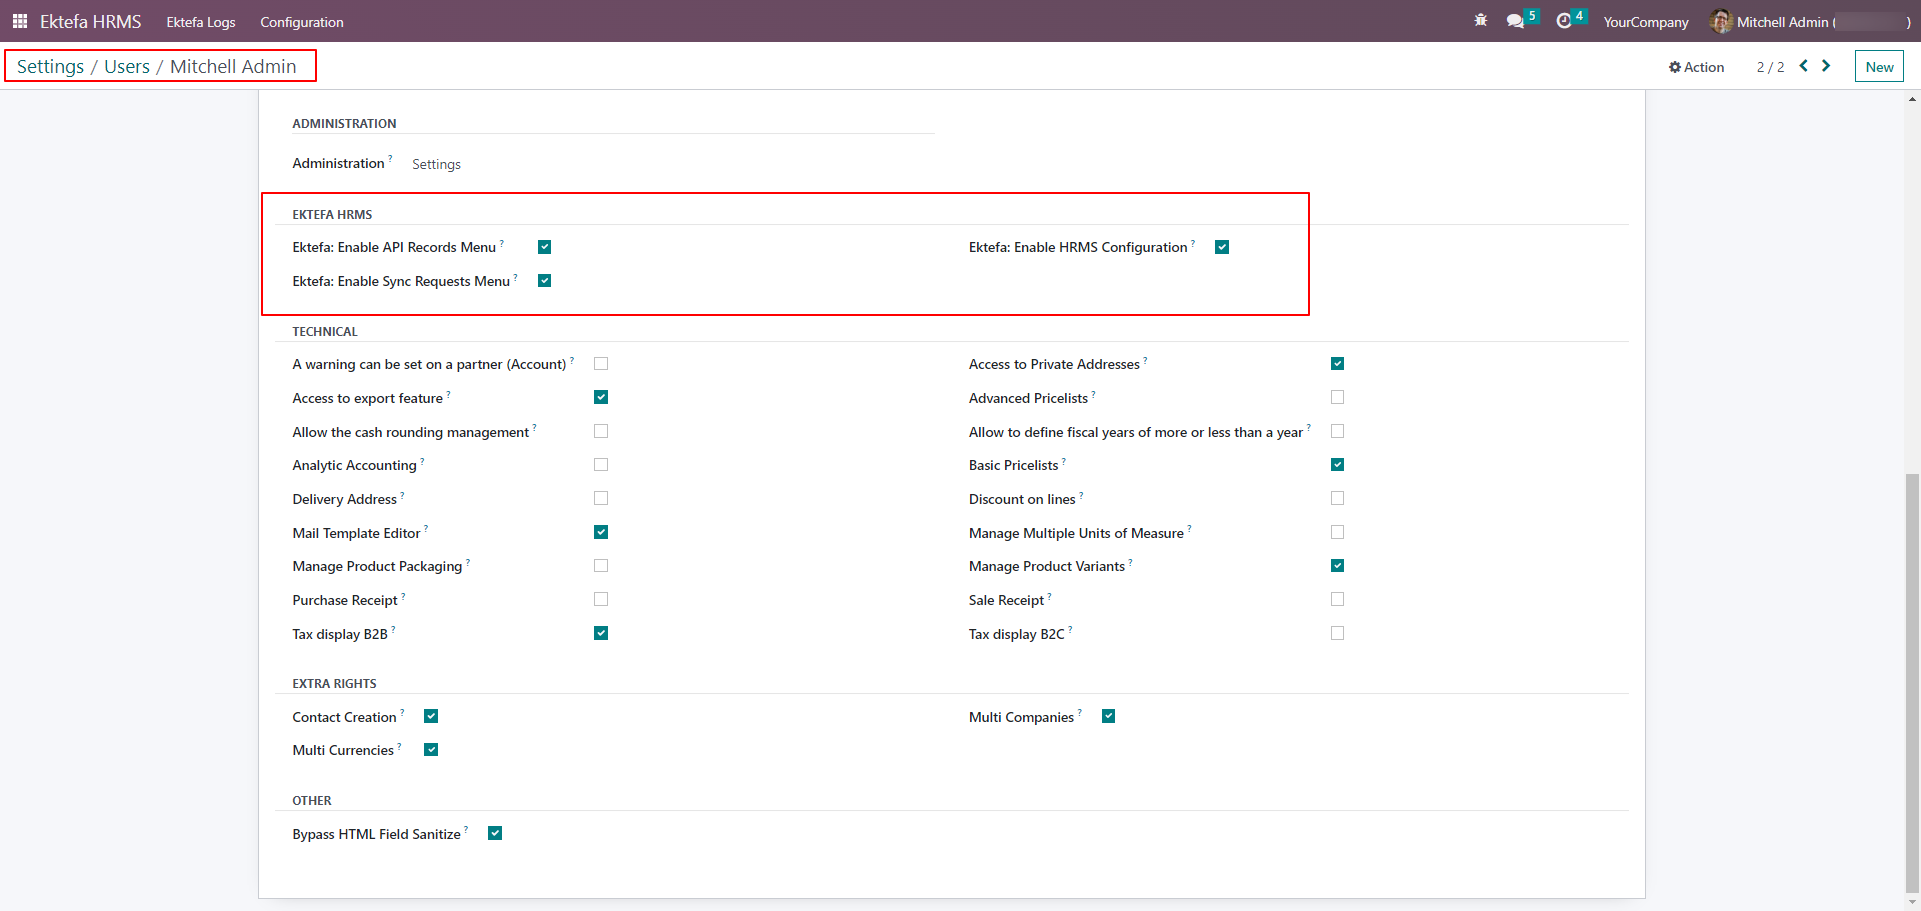 Ektefa HRMS Ektefa Logs Configuration 5 4 YourCompany Mitchell Admin ( )
Settings / Users / Mitchell Admin Action 2 / 2 New
ADMINISTRATION
Administration ? Settings
EKTEFA HRMS
Ektefa: Enable API Records Menu ? Ektefa: Enable HRMS Configuration ?
Ektefa: Enable Sync Requests Menu ?
TECHNICAL
A warning can be set on a partner (Account) ? Access to Private Addresses ?
Access to export feature ? Advanced Pricelists ?
Allow the cash rounding management ? Allow to define fiscal years of more or less than a year ?
Analytic Accounting ? Basic Pricelists ?
Delivery Address ? Discount on lines ?
Mail Template Editor ? Manage Multiple Units of Measure ?
Manage Product Packaging ? Manage Product Variants ?
Purchase Receipt ? Sale Receipt ?
Tax display B2B ? Tax display B2C ?
EXTRA RIGHTS
Contact Creation ? Multi Companies ?
Multi Currencies ?
OTHER
Bypass HTML Field Sanitize ?